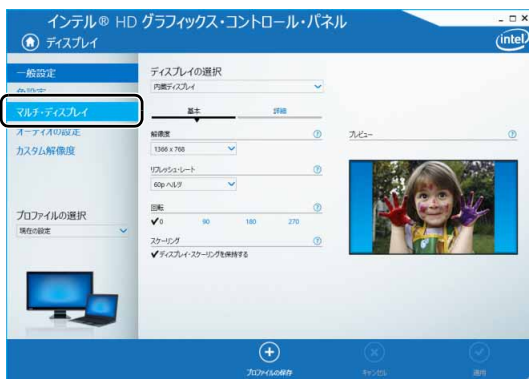 インテル® HD グラフィックス・コントロール・パネル
ディスプレイ
intel
一般設定
マルチ・ディスプレイ
オーディオの設定
カスタム解像度
プロファイルの選択
現在の設定
ディスプレイの選択
内蔵ディスプレイ
基本
詳細
解像度
1366 x 768
リフレッシュ・レート
60p ヘルツ
回転
0 90 180 270
スケーリング
ディスプレイ・スケーリングを保持する
プレビュー
プロファイルの保存
キャンセル
適用